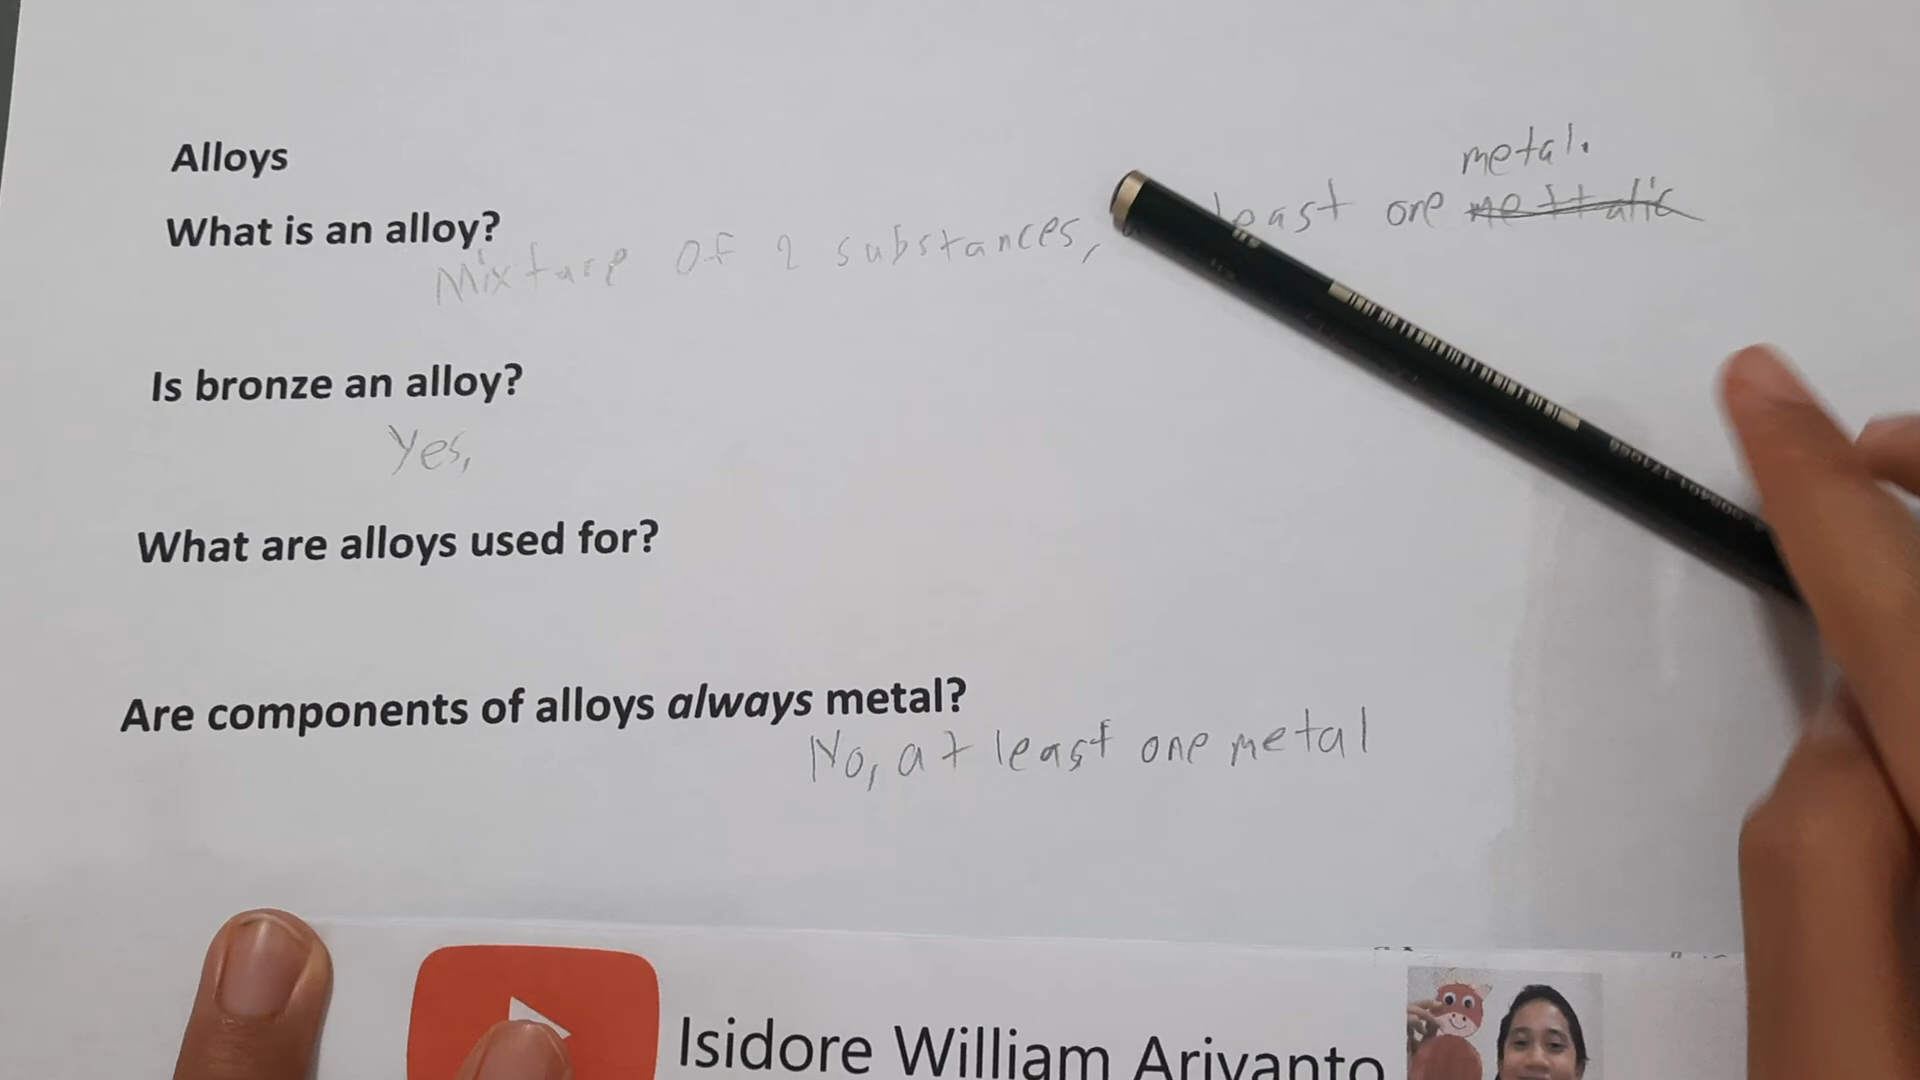 Alloys
metal.
What is an alloy?
Mixture of 2 substances, least one mettalic
Is bronze an alloy?
Yes,
What are alloys used for?
Are components of alloys always metal?
No, at least one metal
Isidore William Ariyanto